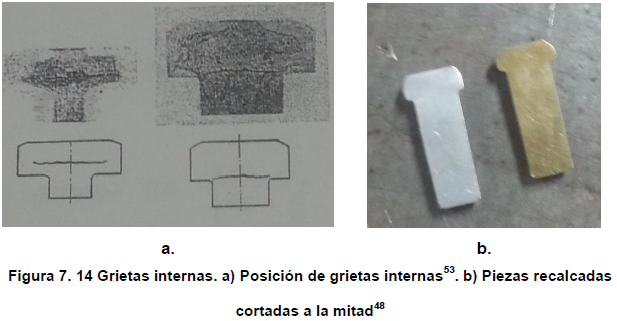 a.
b.
Figura 7. 14 Grietas internas. a) Posición de grietas internas53. b) Piezas recalcadas
cortadas a la mitad48